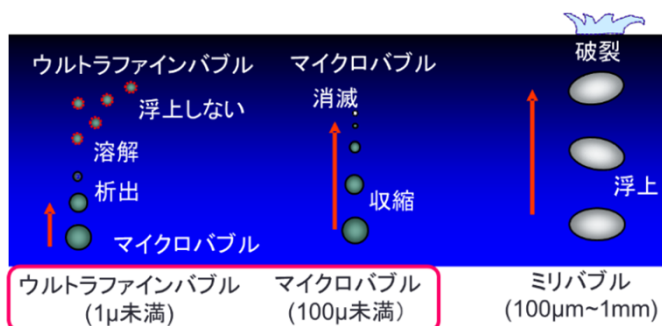 ウルトラファインバブル
浮上しない
溶解
析出
マイクロバブル
マイクロバブル
消滅
収縮
破裂
浮上
ウルトラファインバブル
(1μ未満)
マイクロバブル
(100μ未満）
ミリバブル
(100μm~1mm)